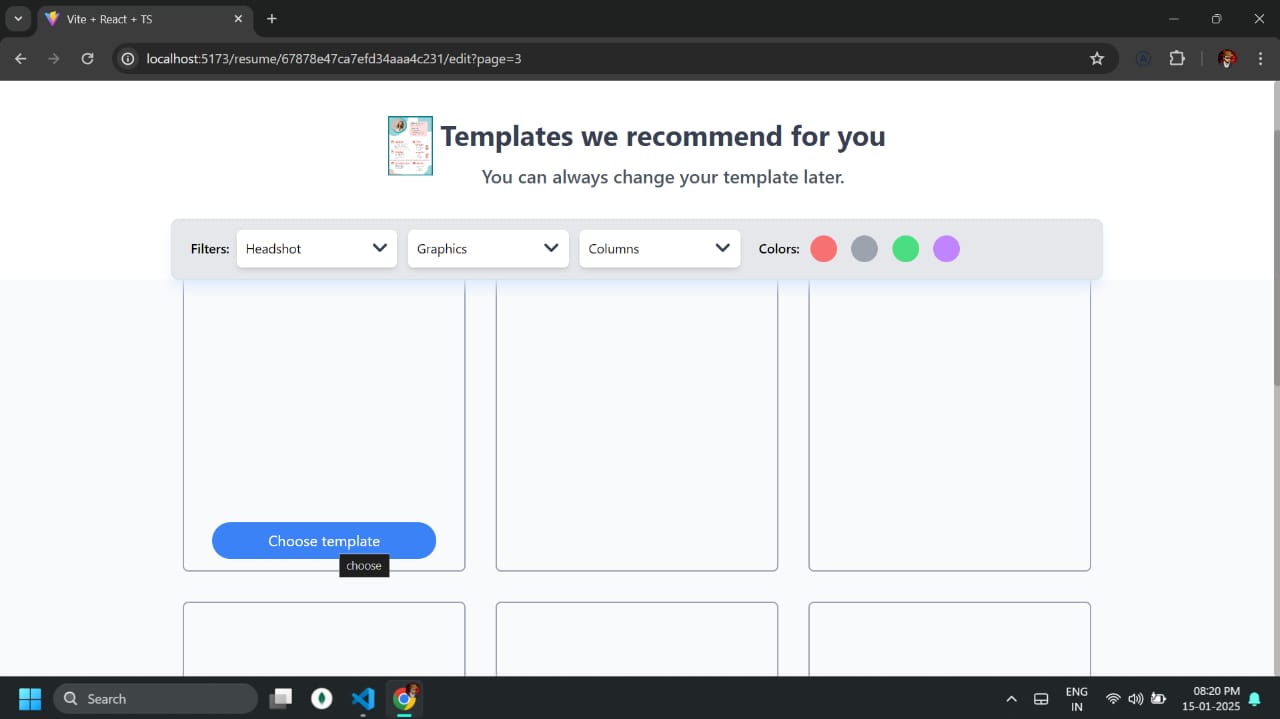 Vite + React + TS
localhost:5173/resume/67878e47ca7efd34aaa4c231/edit?page=3
Templates we recommend for you
You can always change your template later.
Filters: Headshot Graphics Columns Colors:
Choose template
choose
Search
ENG
IN
08:20 PM
15-01-2025